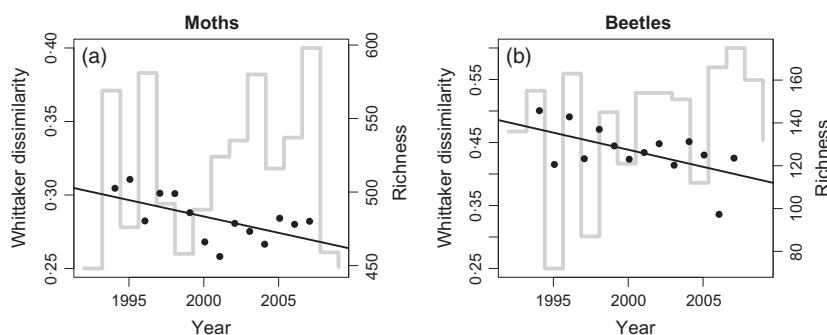 Moths
(a)
Whittaker dissimilarity
0·25 0·30 0·35 0·40
1995 2000 2005
Year
450 500 550 600
Richness
Beetles
(b)
Whittaker dissimilarity
0·25 0·35 0·45 0·55
1995 2000 2005
Year
80 100 120 140 160
Richness